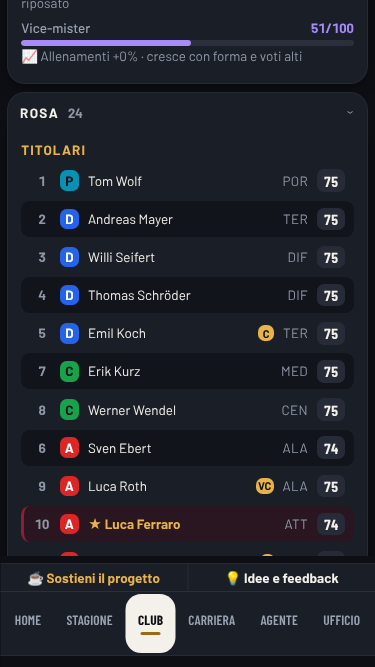 riposato
Vice-mister 51/100
📈 Allenamenti +0% · cresce con forma e voti alti
ROSA 24
TITOLARI
1 P Tom Wolf POR 75
2 D Andreas Mayer TER 75
3 D Willi Seifert DIF 75
4 D Thomas Schröder DIF 75
5 D Emil Koch C TER 75
7 C Erik Kurz MED 75
8 C Werner Wendel CEN 75
6 A Sven Ebert ALA 74
9 A Luca Roth VC ALA 75
10 A ★ Luca Ferraro ATT 74
☕ Sostieni il progetto 💡 Idee e feedback
HOME STAGIONE CLUB CARRIERA AGENTE UFFICIO